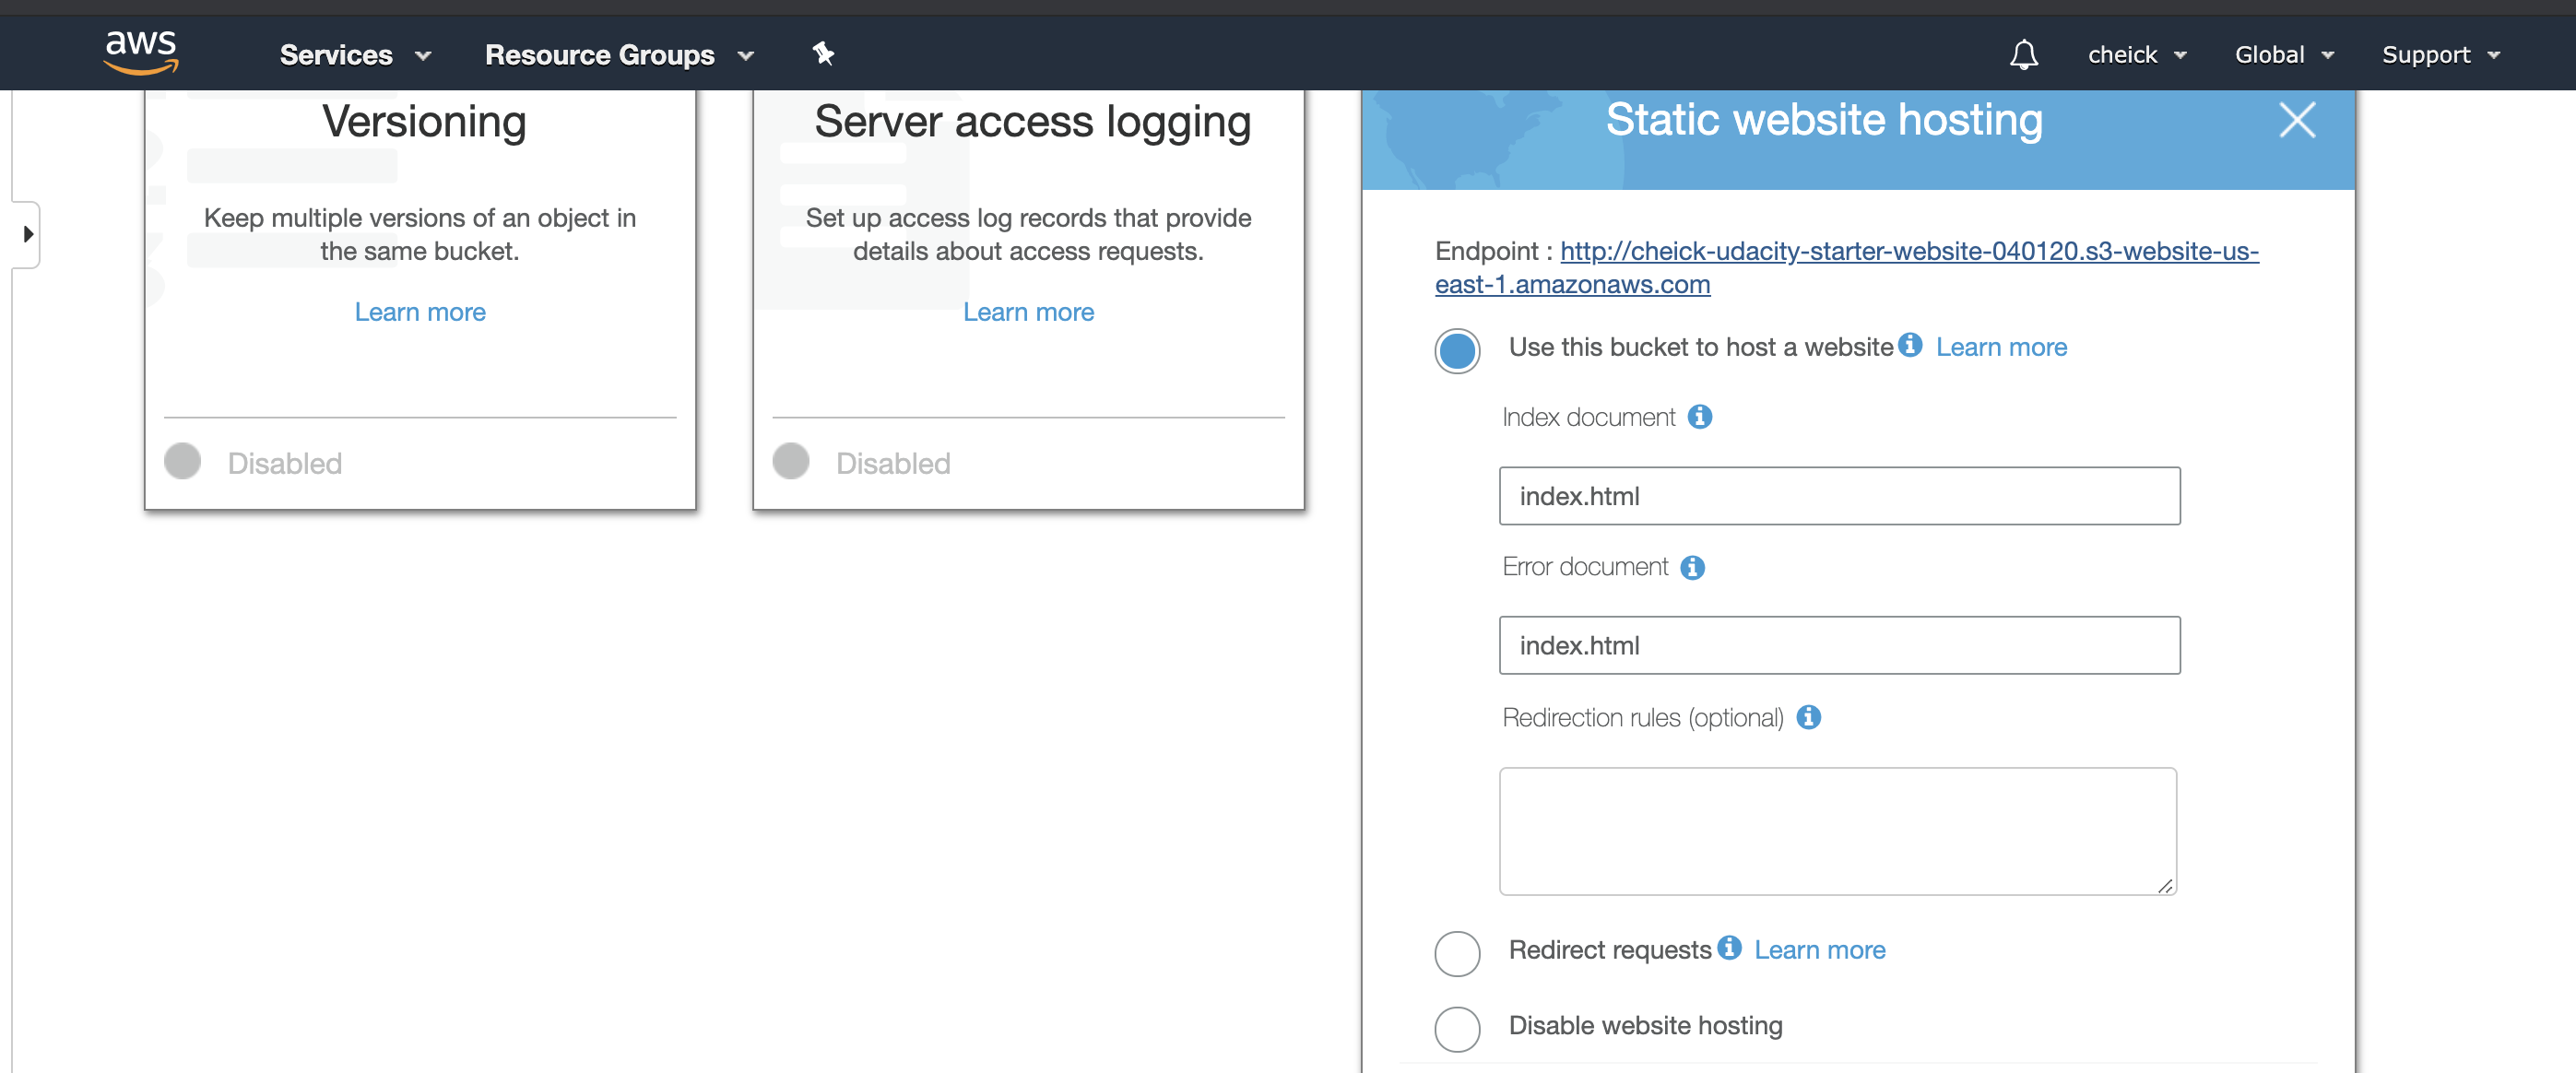 aws Services Resource Groups cheick Global Support
Versioning
Keep multiple versions of an object in
the same bucket.
Learn more
Disabled
Server access logging
Set up access log records that provide
details about access requests.
Learn more
Disabled
Static website hosting
Endpoint : http://cheick-udacity-starter-website-040120.s3-website-us-
east-1.amazonaws.com
Use this bucket to host a website Learn more
Index document
index.html
Error document
index.html
Redirection rules (optional)
Redirect requests Learn more
Disable website hosting